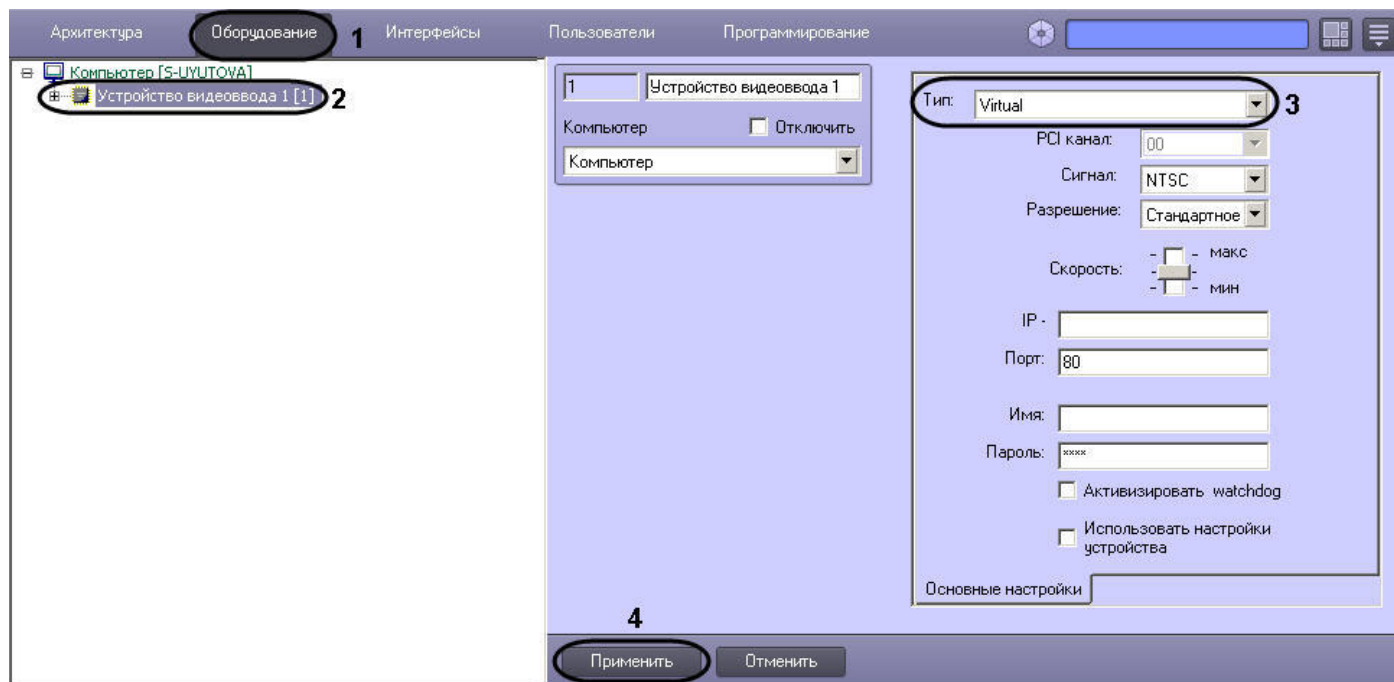 Архитектура Оборудование 1 Интерфейсы Пользователи Программирование
Компьютер [S-UYUTOVA]
Устройство видеоввода 1 [1] 2
1 Устройство видеоввода 1
Компьютер Отключить
Компьютер
Тип: Virtual 3
PCI канал: 00
Сигнал: NTSC
Разрешение: Стандартное
макс
Скорость:
мин
IP -
Порт: 80
Имя:
Пароль: ****
Активизировать watchdog
Использовать настройки
устройства
Основные настройки
4
Применить Отменить